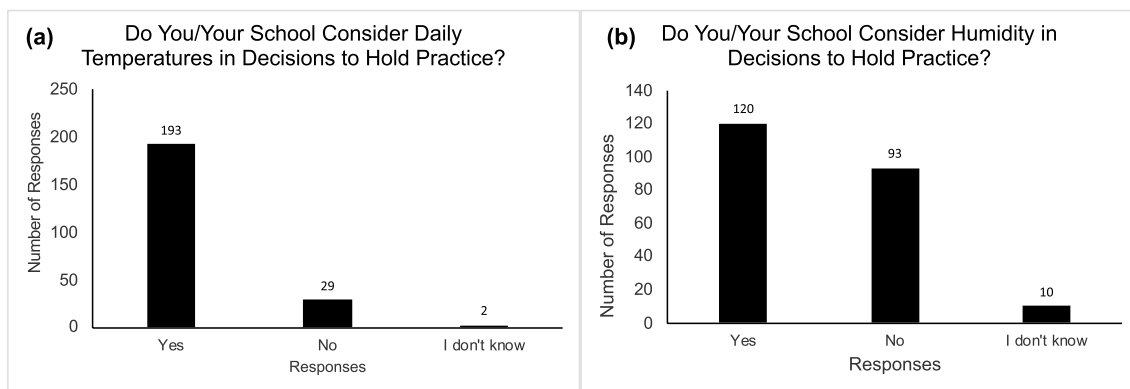 (a) Do You/Your School Consider Daily
Temperatures in Decisions to Hold Practice?
250
200
150
100
50
0
Number of Responses
193
29
2
Yes
No
I don't know
Responses
(b) Do You/Your School Consider Humidity in
Decisions to Hold Practice?
140
120
100
80
60
40
20
0
Number of Responses
120
93
10
Yes
No
I don't know
Responses